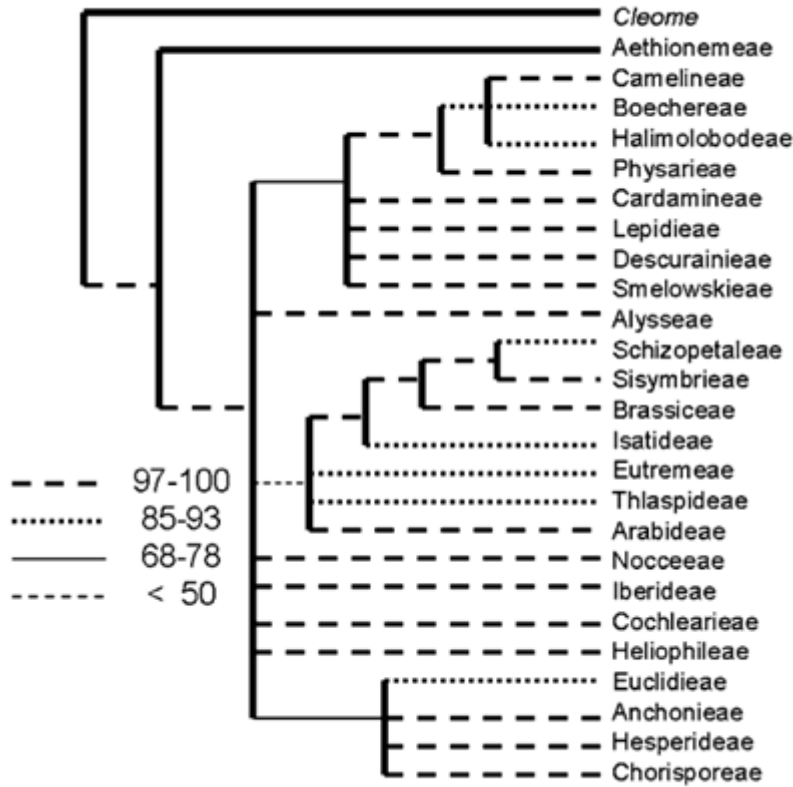 Cleome
Aethionemeae
Camelineae
Boechereae
Halimolobodeae
Physarieae
Cardamineae
Lepidieae
Descurainieae
Smelowskieae
Alysseae
Schizopetaleae
Sisymbrieae
Brassiceae
Isatideae
Eutremeae
Thlaspideae
Arabideae
Nocceeae
Iberideae
Cochlearieae
Heliophileae
Euclidieae
Anchonieae
Hesperideae
Chorisporeae
97-100
85-93
68-78
< 50